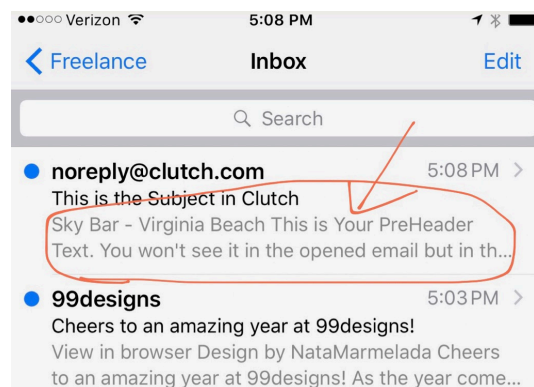 Verizon 5:08 PM
Freelance Inbox Edit
Search
noreply@clutch.com 5:08 PM
This is the Subject in Clutch
Sky Bar - Virginia Beach This is Your PreHeader
Text. You won't see it in the opened email but in th...
99designs 5:03 PM
Cheers to an amazing year at 99designs!
View in browser Design by NataMarmelada Cheers
to an amazing year at 99designs! As the year come...